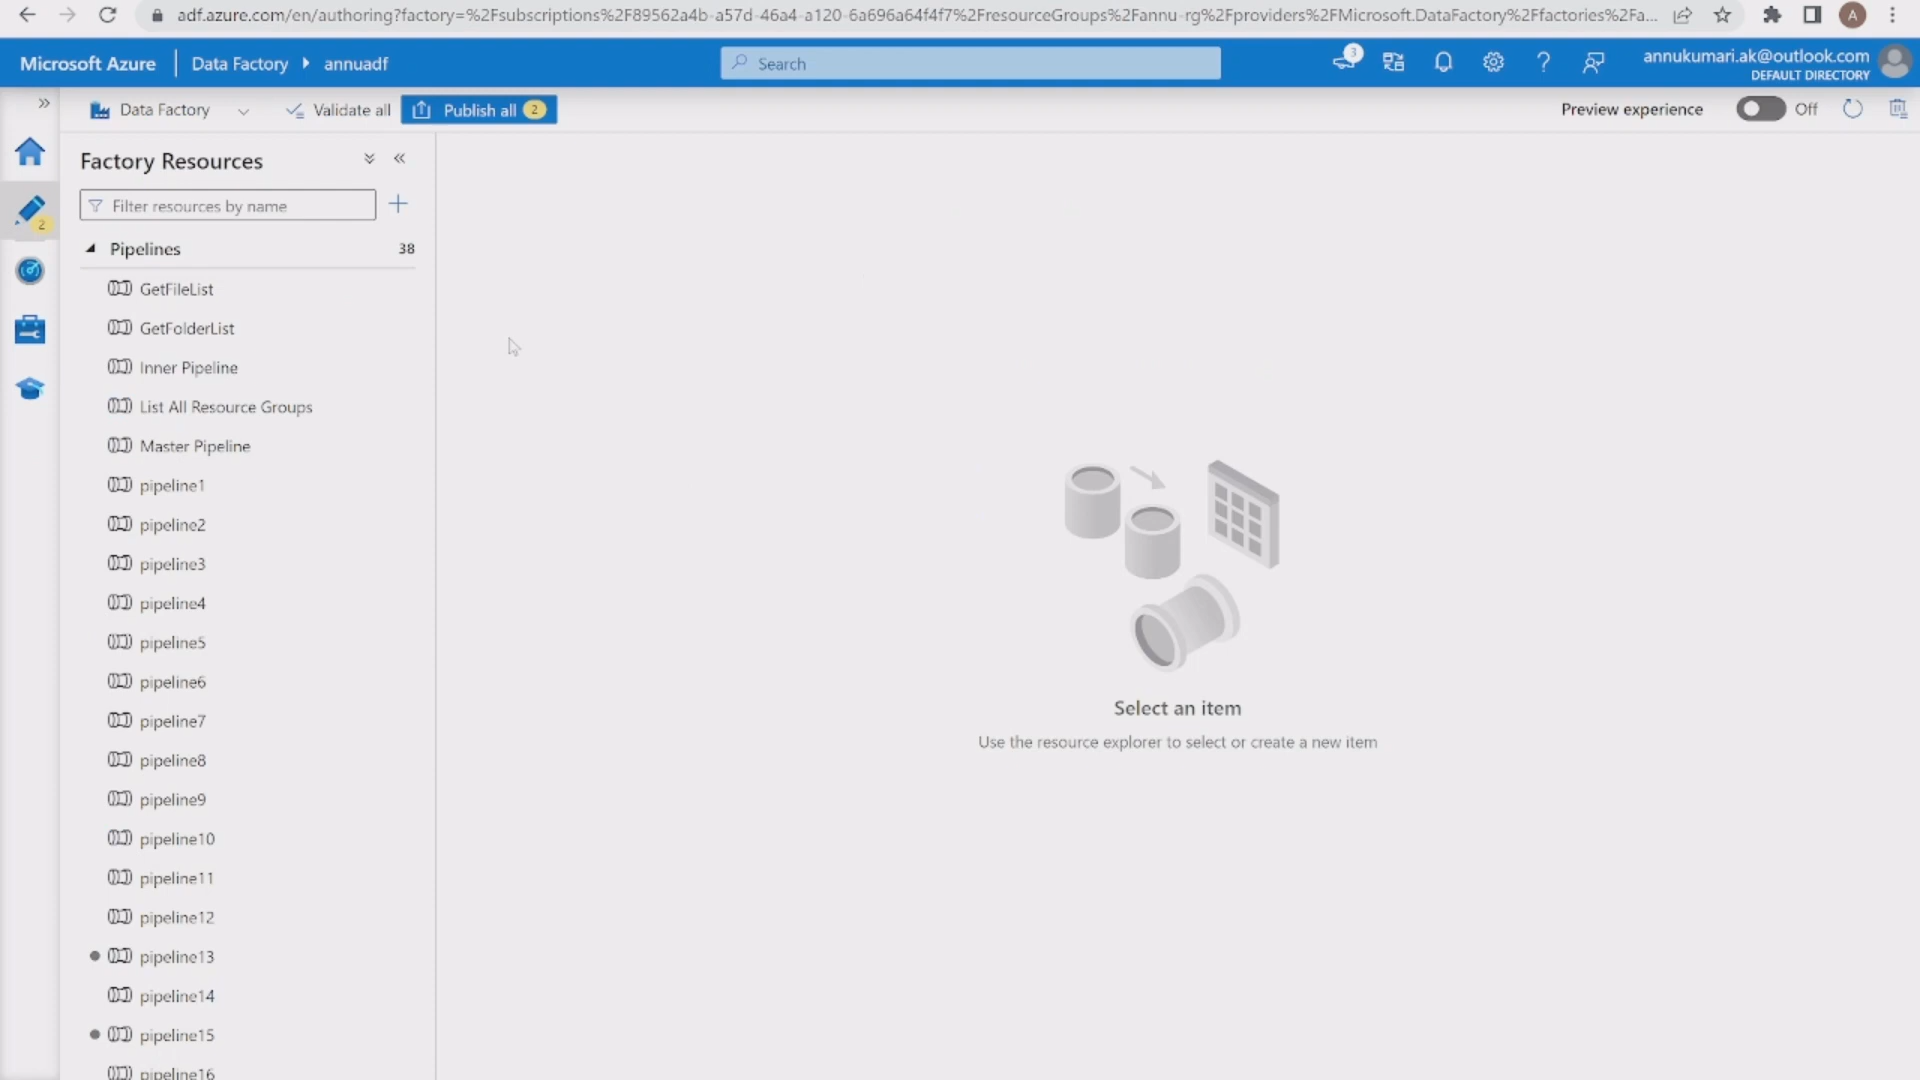 adf.azure.com/en/authoring?factory=%2Fsubscriptions%2F89562a4b-a57d-46a4-a120-6a696a64f4f7%2FresourceGroups%2Fannu-rg%2Fproviders%2FMicrosoft.DataFactory%2Ffactories%2Fa...
A
Microsoft Azure
Data Factory
annuadf
Search
3
annukumari.ak@outlook.com
DEFAULT DIRECTORY
Data Factory
Validate all
Publish all 2
Preview experience
Off
Factory Resources
Filter resources by name
2
Pipelines 38
GetFileList
GetFolderList
Inner Pipeline
List All Resource Groups
Master Pipeline
pipeline1
pipeline2
pipeline3
pipeline4
pipeline5
pipeline6
pipeline7
pipeline8
pipeline9
pipeline10
pipeline11
pipeline12
pipeline13
pipeline14
pipeline15
pipeline16
Select an item
Use the resource explorer to select or create a new item